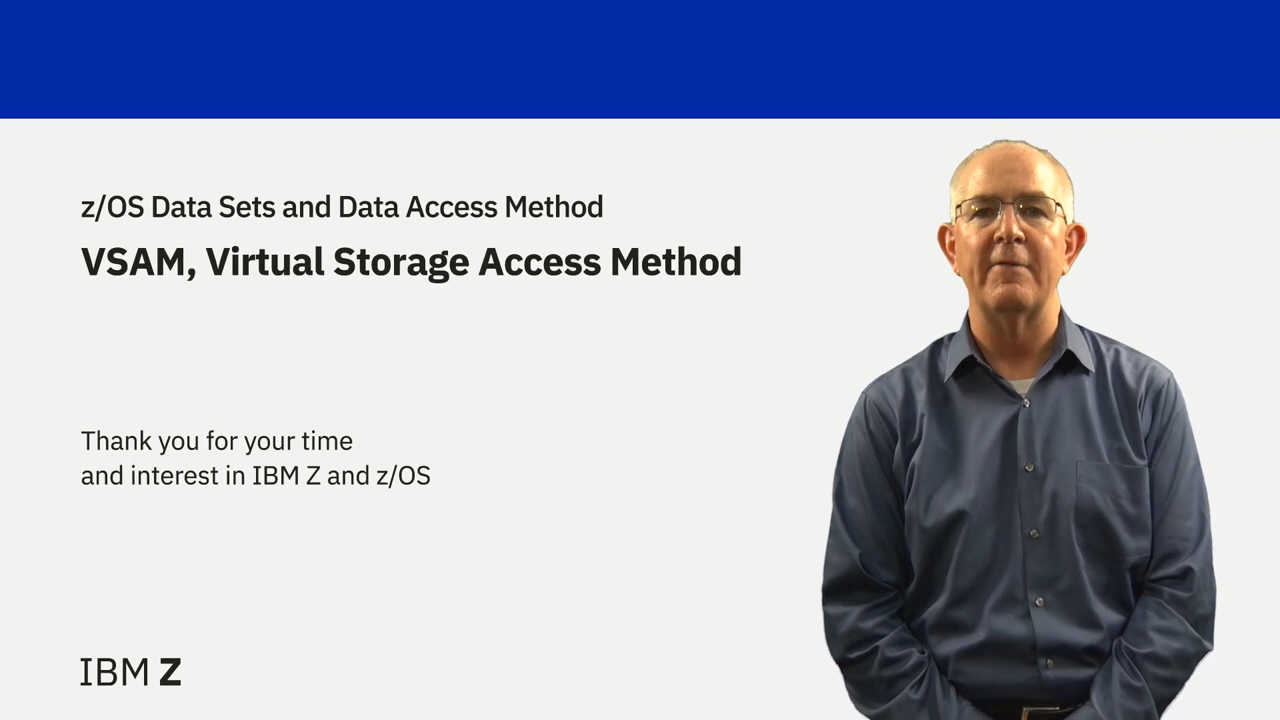 z/OS Data Sets and Data Access Method
VSAM, Virtual Storage Access Method
Thank you for your time
and interest in IBM Z and z/OS
IBM Z